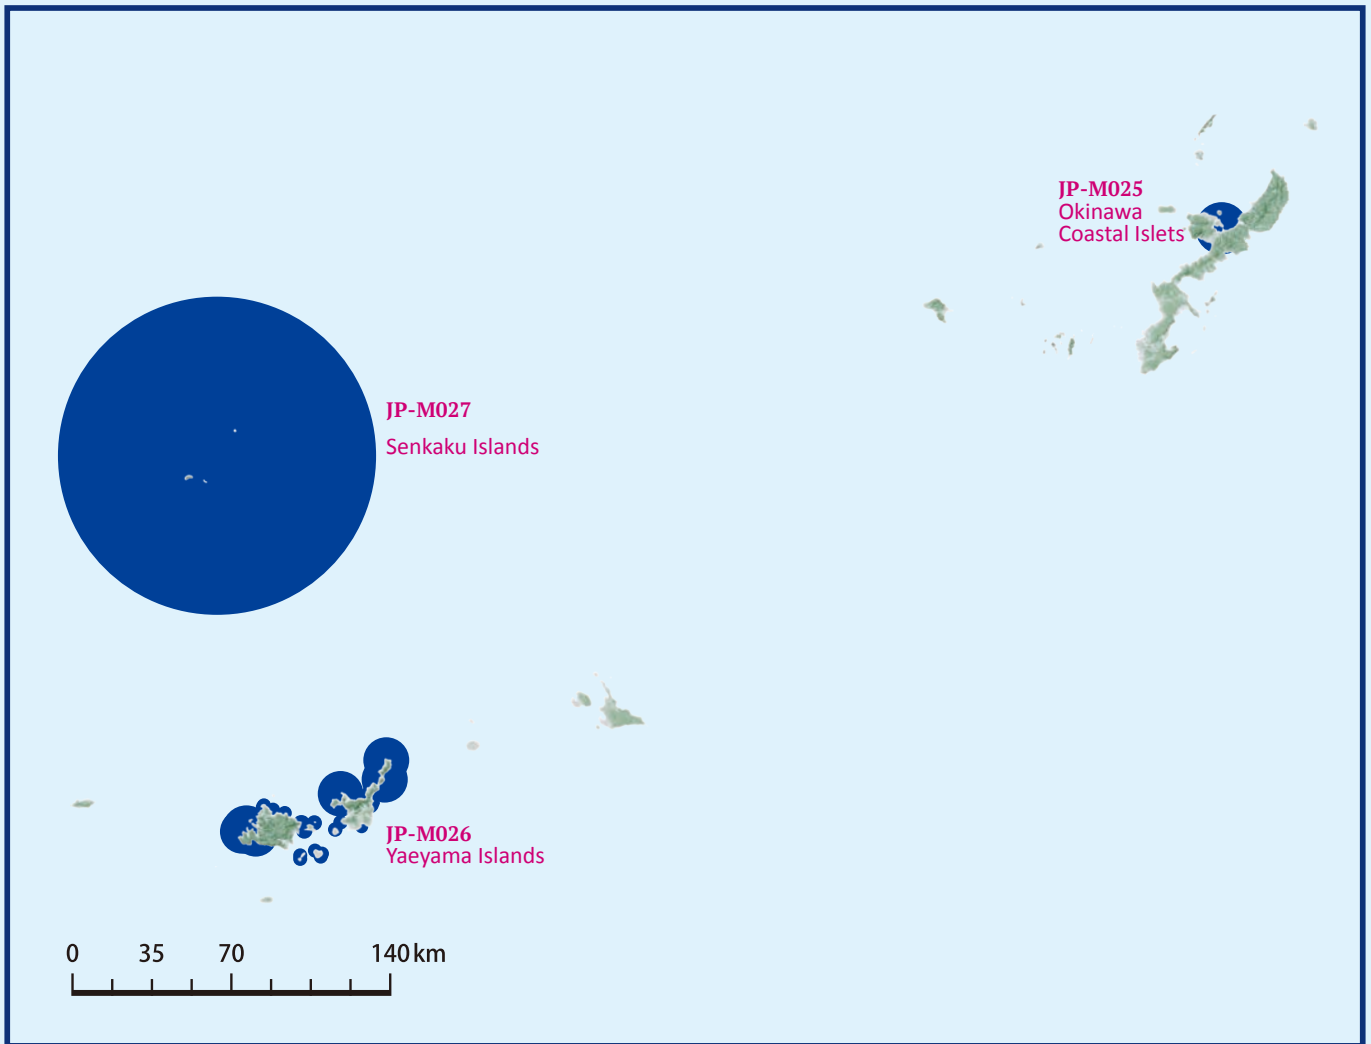 JP-M025
Okinawa
Coastal Islets
JP-M027
Senkaku Islands
JP-M026
Yaeyama Islands
0 35 70 140 km